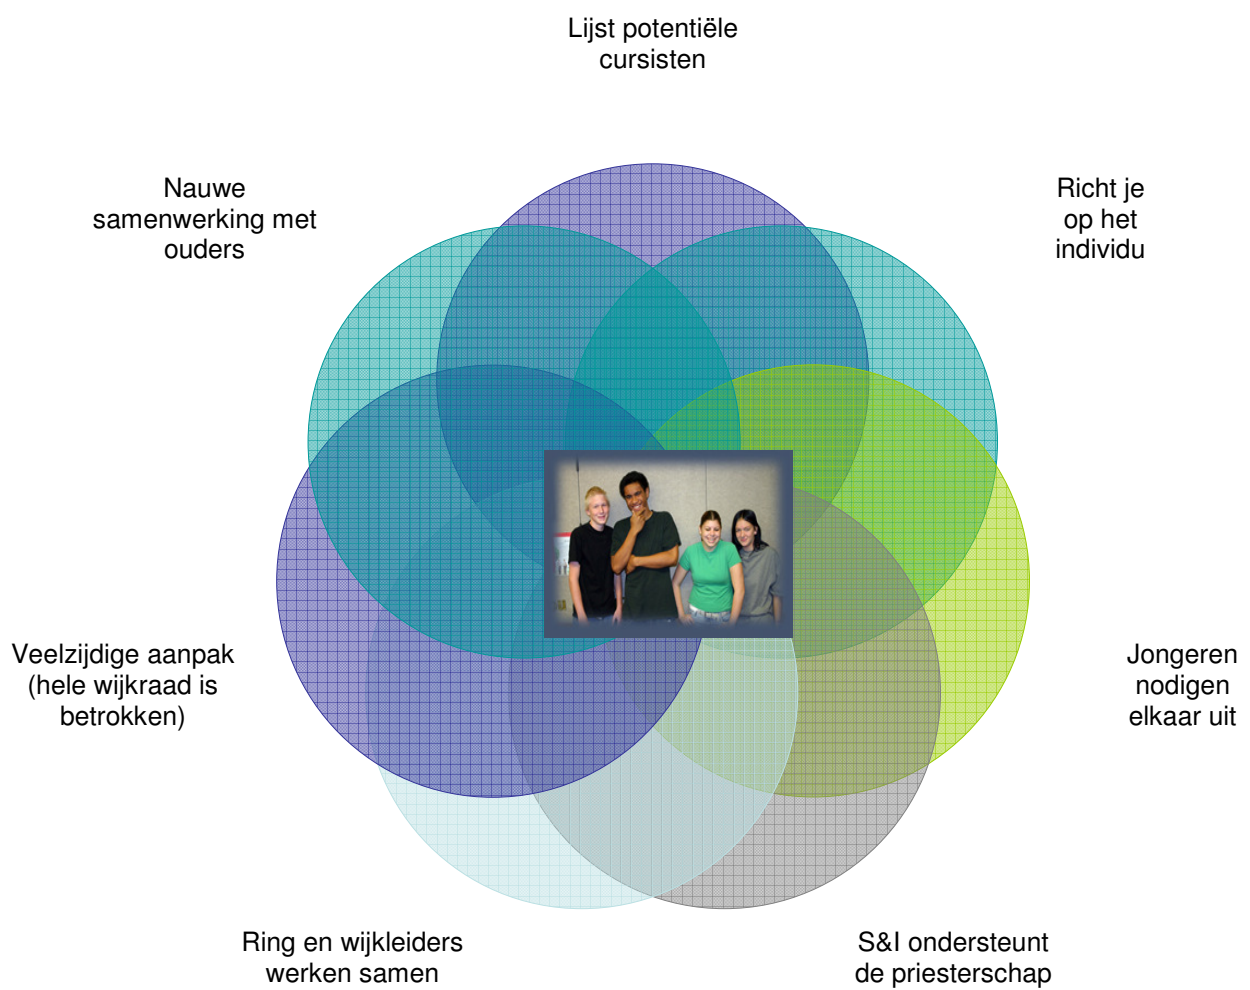 Lijst potentiële
cursisten
Nauwe
samenwerking met
ouders
Richt je
op het
individu
Veelzijdige aanpak
(hele wijkraad is
betrokken)
Jongeren
nodigen
elkaar uit
Ring en wijkleiders
werken samen
S&I ondersteunt
de priesterschap